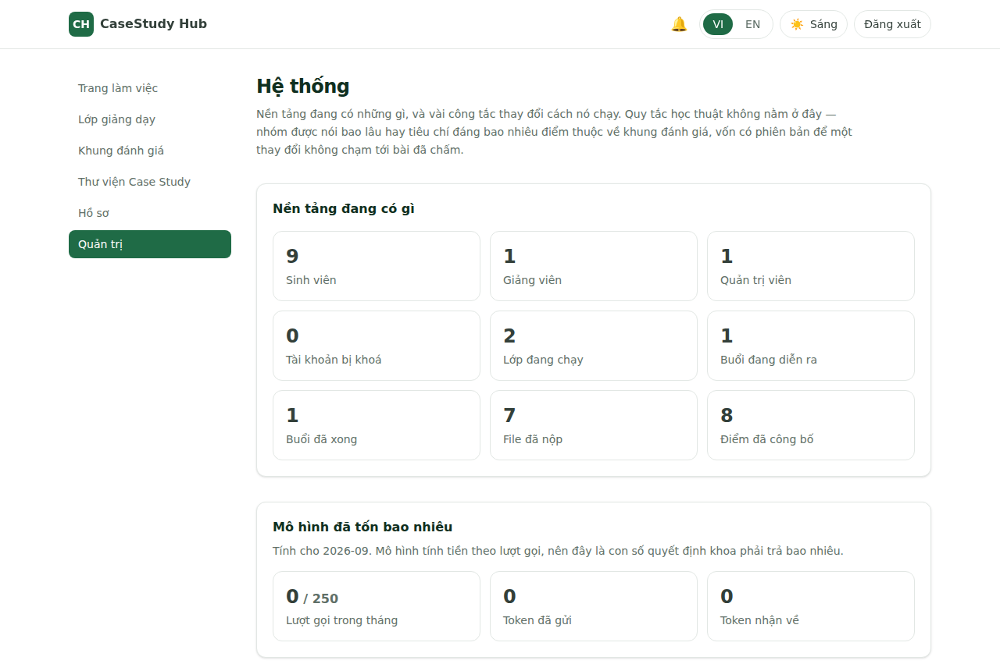 CH CaseStudy Hub
VI EN Sáng Đăng xuất
Trang làm việc
Lớp giảng dạy
Khung đánh giá
Thư viện Case Study
Hồ sơ
Quản trị
Hệ thống
Nền tảng đang có những gì, và vài công tắc thay đổi cách nó chạy. Quy tắc học thuật không nằm ở đây —
nhóm được nói bao lâu hay tiêu chí đáng bao nhiêu điểm thuộc về khung đánh giá, vốn có phiên bản để một
thay đổi không chạm tới bài đã chấm.
Nền tảng đang có gì
9
Sinh viên
1
Giảng viên
1
Quản trị viên
0
Tài khoản bị khoá
2
Lớp đang chạy
1
Buổi đang diễn ra
1
Buổi đã xong
7
File đã nộp
8
Điểm đã công bố
Mô hình đã tốn bao nhiêu
Tính cho 2026-09. Mô hình tính tiền theo lượt gọi, nên đây là con số quyết định khoa phải trả bao nhiêu.
0 / 250
Lượt gọi trong tháng
0
Token đã gửi
0
Token nhận về